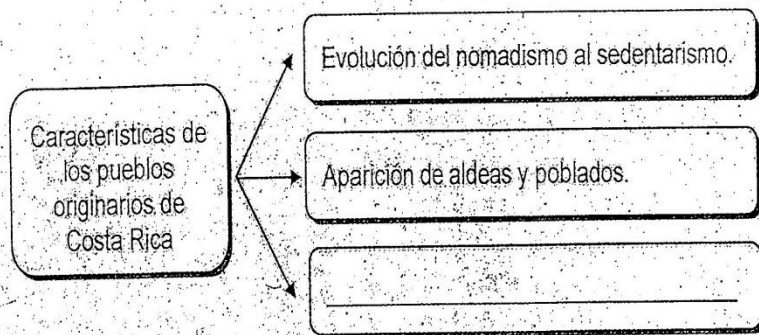 Evolución del nomadismo al sedentarismo.
Características de
los pueblos
originarios de
Costa Rica
Aparición de aldeas y poblados.